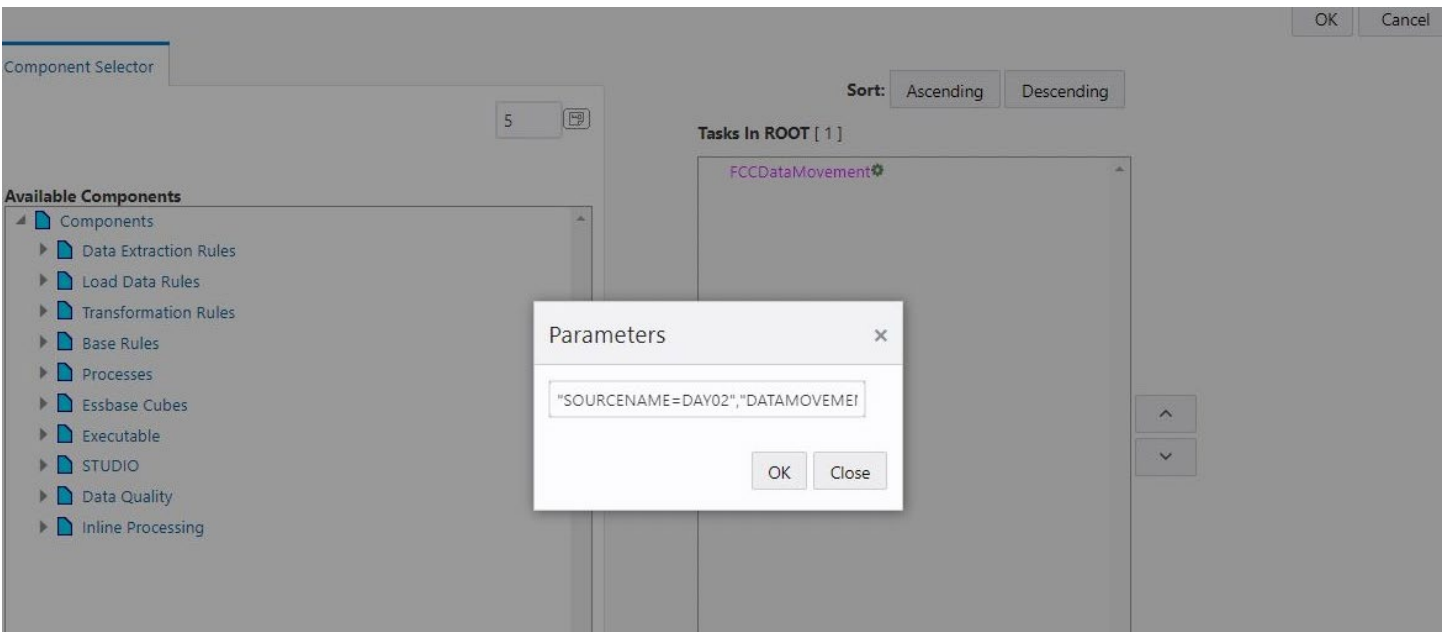 OK Cancel
Component Selector
Sort: Ascending Descending
5
Tasks In ROOT [ 1 ]
FCCDataMovement
Available Components
Components
Data Extraction Rules
Load Data Rules
Transformation Rules
Base Rules
Processes
Essbase Cubes
Executable
STUDIO
Data Quality
Inline Processing
Parameters ×
"SOURCENAME=DAY02","DATAMOVEMEN
OK Close